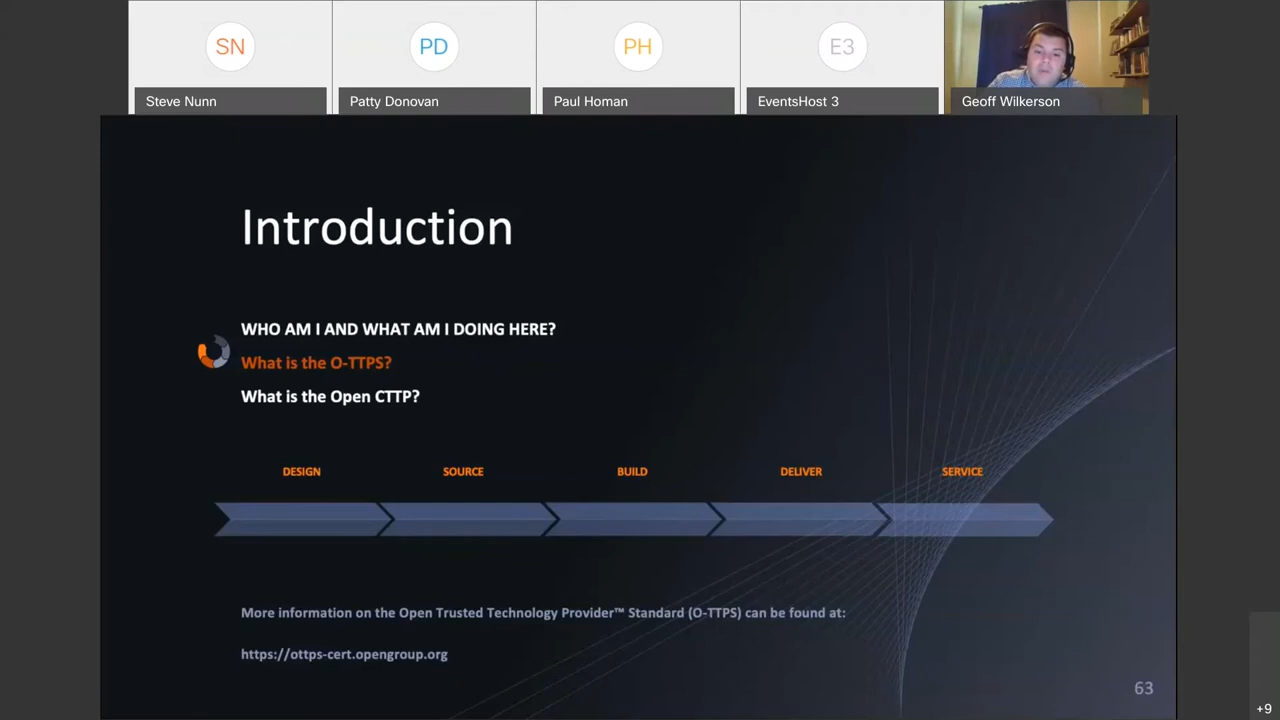 SN
PD
PH
E3
Steve Nunn
Patty Donovan
Paul Homan
EventsHost 3
Geoff Wilkerson
Introduction
WHO AM I AND WHAT AM I DOING HERE?
What is the O-TTPS?
What is the Open CTTP?
DESIGN
SOURCE
BUILD
DELIVER
SERVICE
More information on the Open Trusted Technology Provider™ Standard (O-TTPS) can be found at:
https://ottps-cert.opengroup.org
63
+9